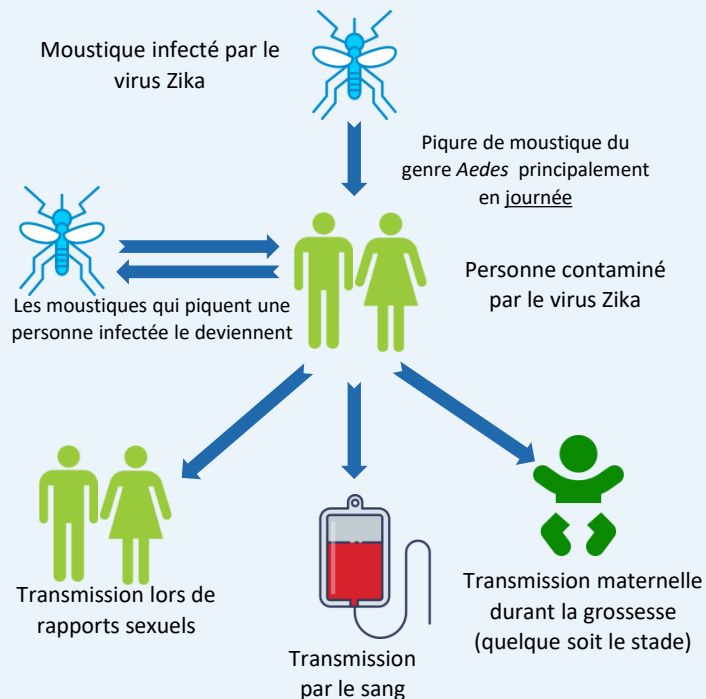 Moustique infecté par le
virus Zika
Piqure de moustique du
genre Aedes principalement
en journée
Les moustiques qui piquent une
personne infectée le deviennent
Personne contaminé
par le virus Zika
Transmission lors de
rapports sexuels
Transmission
par le sang
Transmission maternelle
durant la grossesse
(quelque soit le stade)